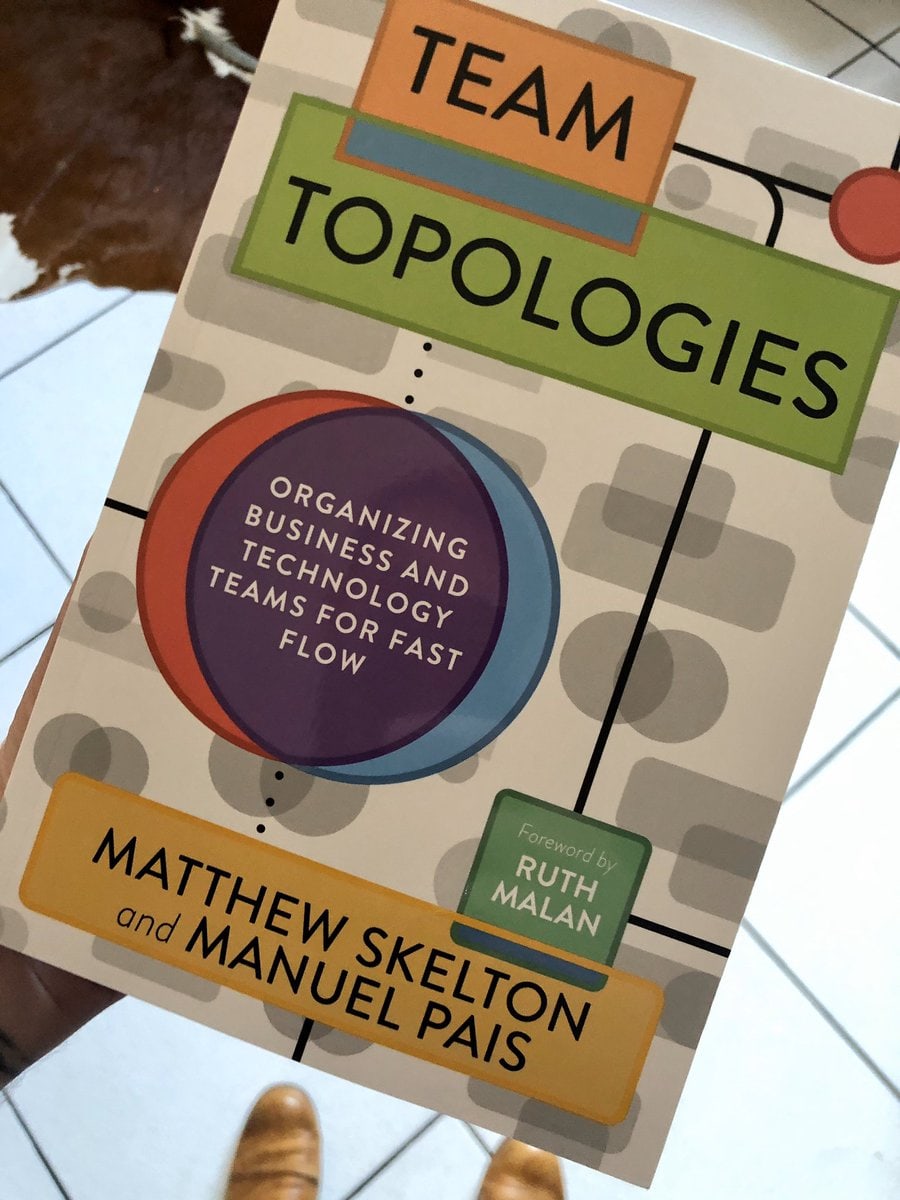 TEAM
TOPOLOGIES
ORGANIZING
BUSINESS AND
TECHNOLOGY
TEAMS FOR FAST
FLOW
Foreword by
RUTH
MALAN
MATTHEW SKELTON
and MANUEL PAIS